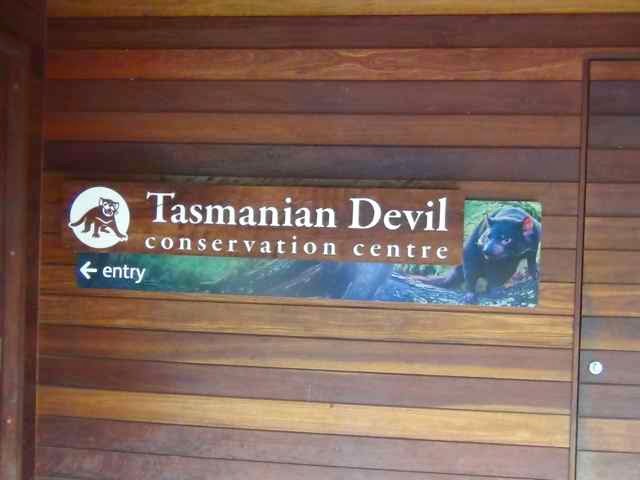 Tasmanian Devil
conservation centre
← entry